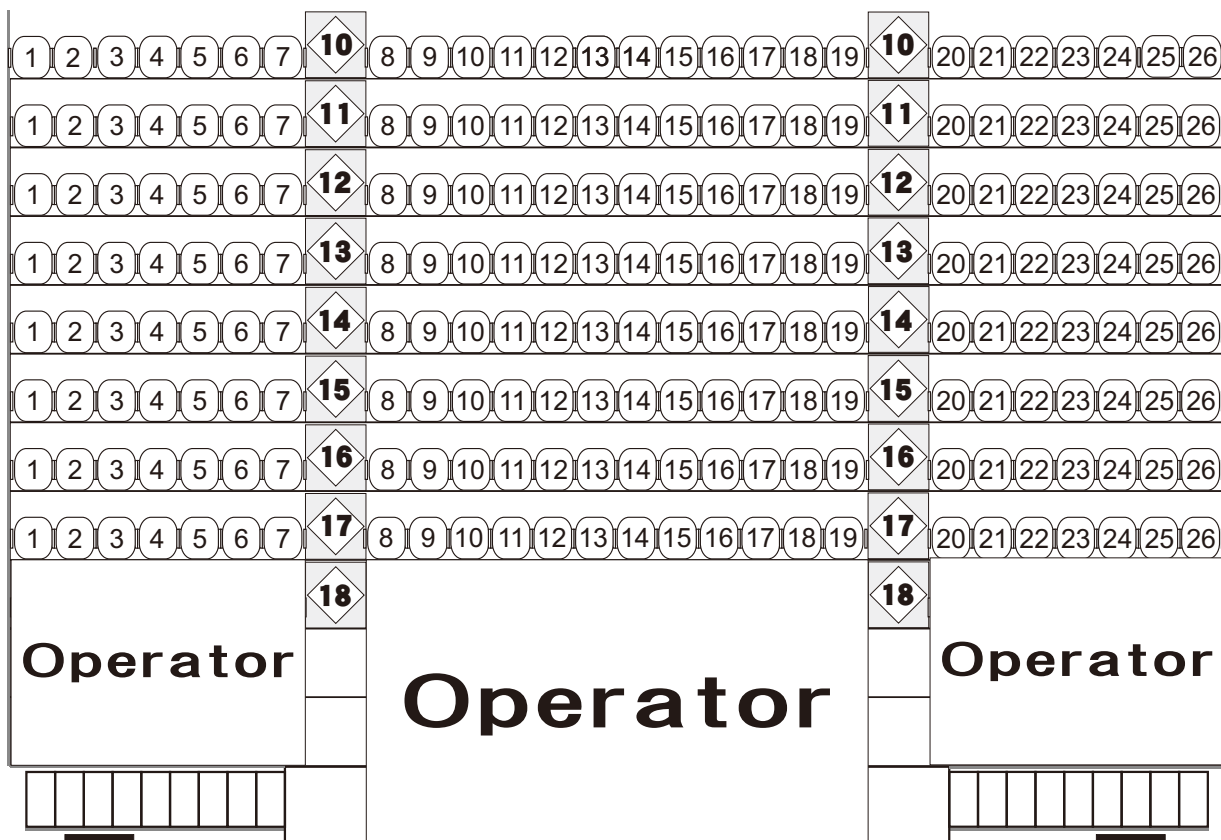 1 2 3 4 5 6 7 10 8 9 10 11 12 13 14 15 16 17 18 19 10 20 21 22 23 24 25 26
1 2 3 4 5 6 7 11 8 9 10 11 12 13 14 15 16 17 18 19 11 20 21 22 23 24 25 26
1 2 3 4 5 6 7 12 8 9 10 11 12 13 14 15 16 17 18 19 12 20 21 22 23 24 25 26
1 2 3 4 5 6 7 13 8 9 10 11 12 13 14 15 16 17 18 19 13 20 21 22 23 24 25 26
1 2 3 4 5 6 7 14 8 9 10 11 12 13 14 15 16 17 18 19 14 20 21 22 23 24 25 26
1 2 3 4 5 6 7 15 8 9 10 11 12 13 14 15 16 17 18 19 15 20 21 22 23 24 25 26
1 2 3 4 5 6 7 16 8 9 10 11 12 13 14 15 16 17 18 19 16 20 21 22 23 24 25 26
1 2 3 4 5 6 7 17 8 9 10 11 12 13 14 15 16 17 18 19 17 20 21 22 23 24 25 26
18 18
Operator Operator
Operator